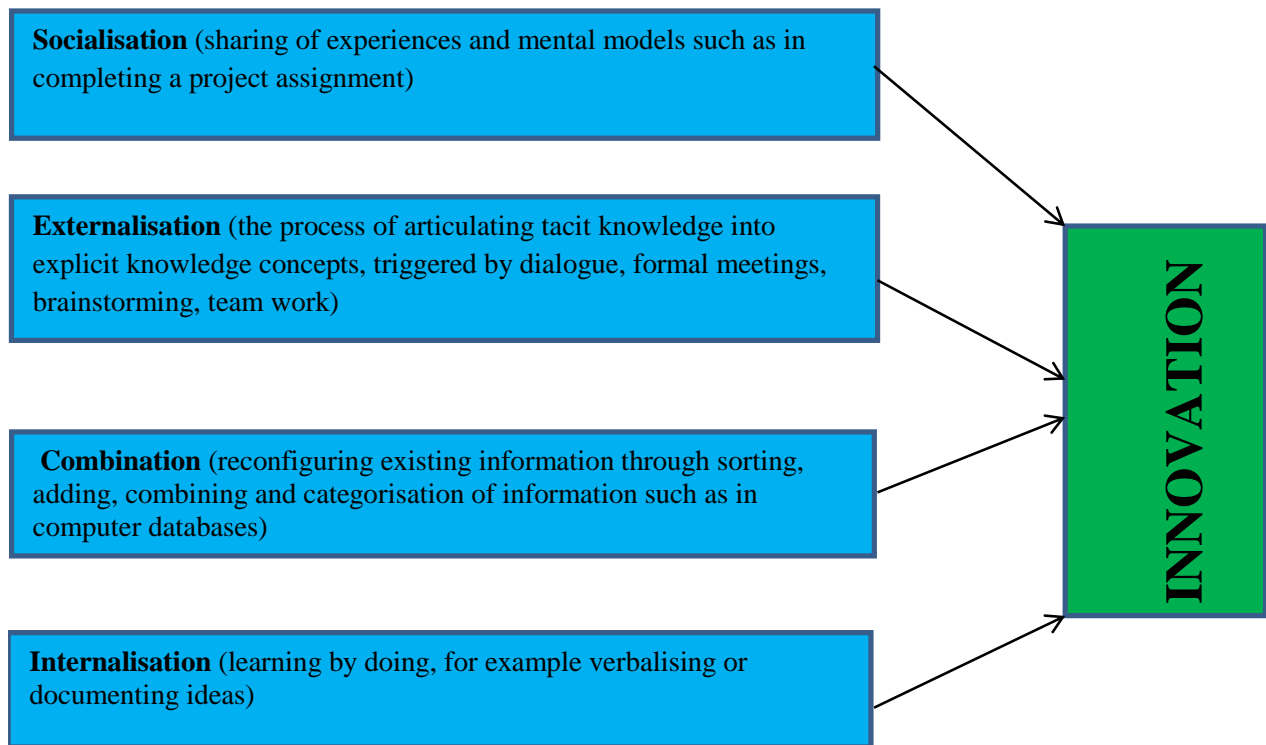 Socialisation (sharing of experiences and mental models such as in
completing a project assignment)
Externalisation (the process of articulating tacit knowledge into
explicit knowledge concepts, triggered by dialogue, formal meetings,
brainstorming, team work)
Combination (reconfiguring existing information through sorting,
adding, combining and categorisation of information such as in
computer databases)
Internalisation (learning by doing, for example verbalising or
documenting ideas)
INNOVATION